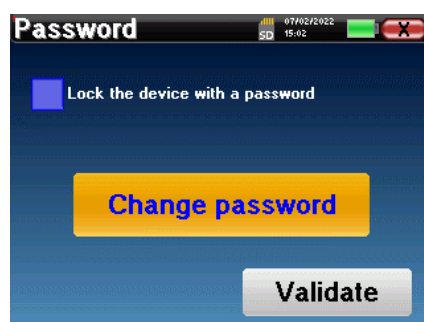 Password
SD
07/02/2022
15:02
X
Lock the device with a password
Change password
Validate